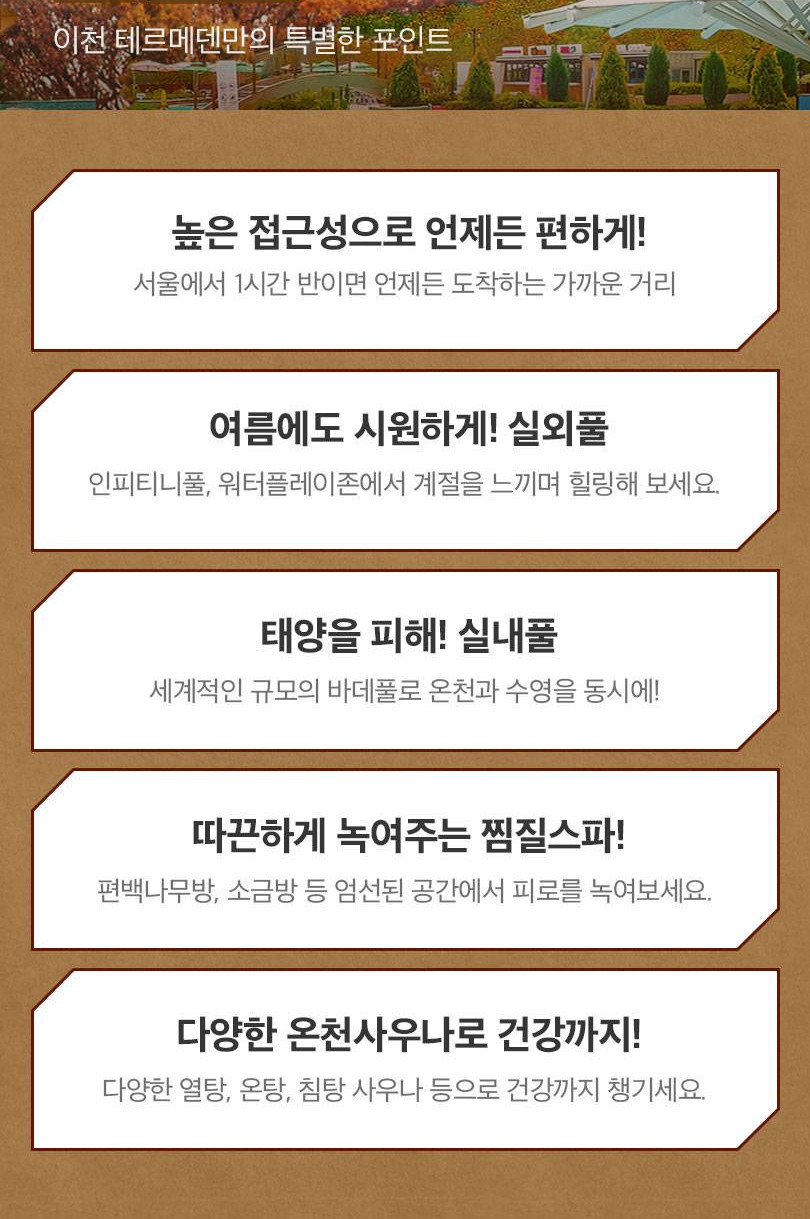 이천 테르메덴만의 특별한 포인트
높은 접근성으로 언제든 편하게!
서울에서 1시간 반이면 언제든 도착하는 가까운 거리
여름에도 시원하게! 실외풀
인피티니풀, 워터플레이존에서 계절을 느끼며 힐링해 보세요.
태양을 피해! 실내풀
세계적인 규모의 바데풀로 온천과 수영을 동시에!
따끈하게 녹여주는 찜질스파!
편백나무방, 소금방 등 엄선된 공간에서 피로를 녹여보세요.
다양한 온천사우나로 건강까지!
다양한 열탕, 온탕, 침탕 사우나 등으로 건강까지 챙기세요.